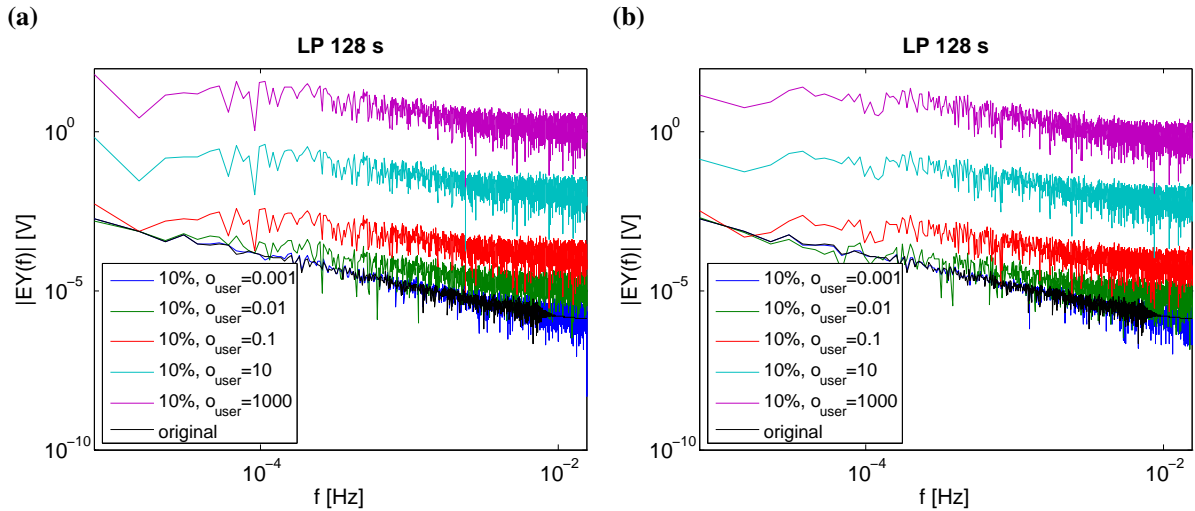 (a)
LP 128 s
|EY(f)| [V]
10^0
10^-5
10^-10
10^-4
10^-2
f [Hz]
10%, o_user=0.001
10%, o_user=0.01
10%, o_user=0.1
10%, o_user=10
10%, o_user=1000
original
(b)
LP 128 s
|EY(f)| [V]
10^0
10^-5
10^-10
10^-4
10^-2
f [Hz]
10%, o_user=0.001
10%, o_user=0.01
10%, o_user=0.1
10%, o_user=10
10%, o_user=1000
original